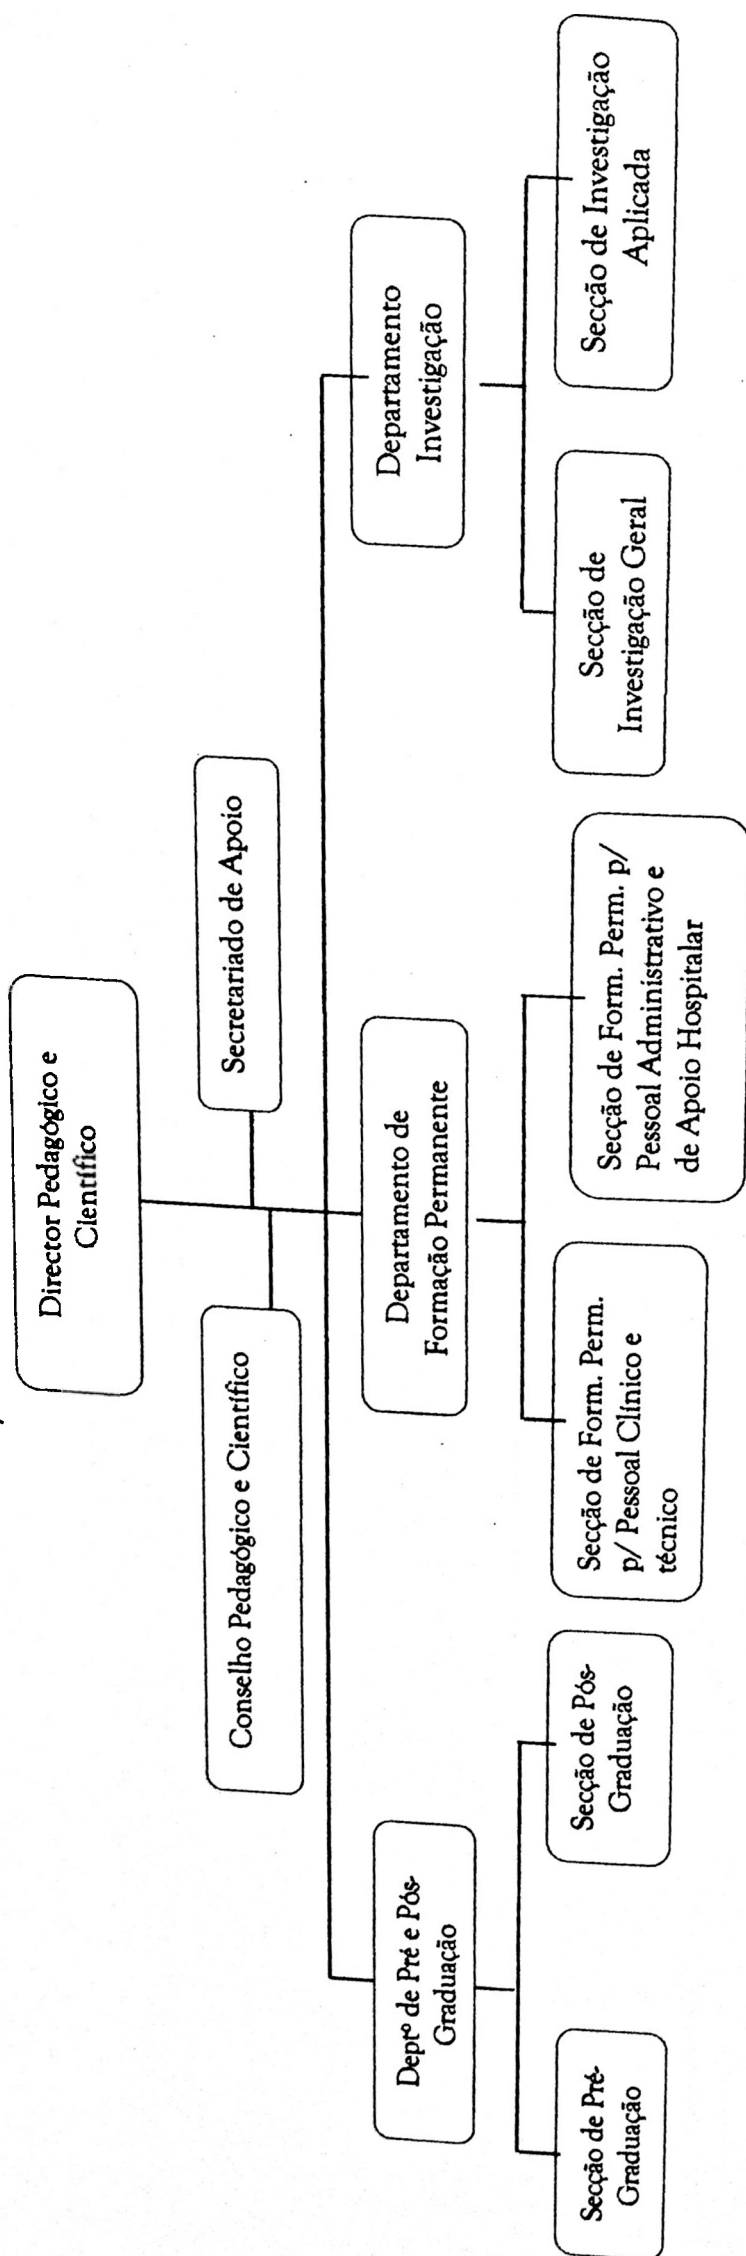 Director Pedagógico e
Científico
Secretariado de Apoio
Conselho Pedagógico e Científico
Deptº de Pré e Pós-
Graduação
Departamento de
Formação Permanente
Departamento
Investigação
Secção de Pré-
Graduação
Secção de Pós-
Graduação
Secção de Form. Perm.
p/ Pessoal Clínico e
técnico
Secção de Form. Perm. p/
Pessoal Administrativo e
de Apoio Hospitalar
Secção de
Investigação Geral
Secção de Investigação
Aplicada